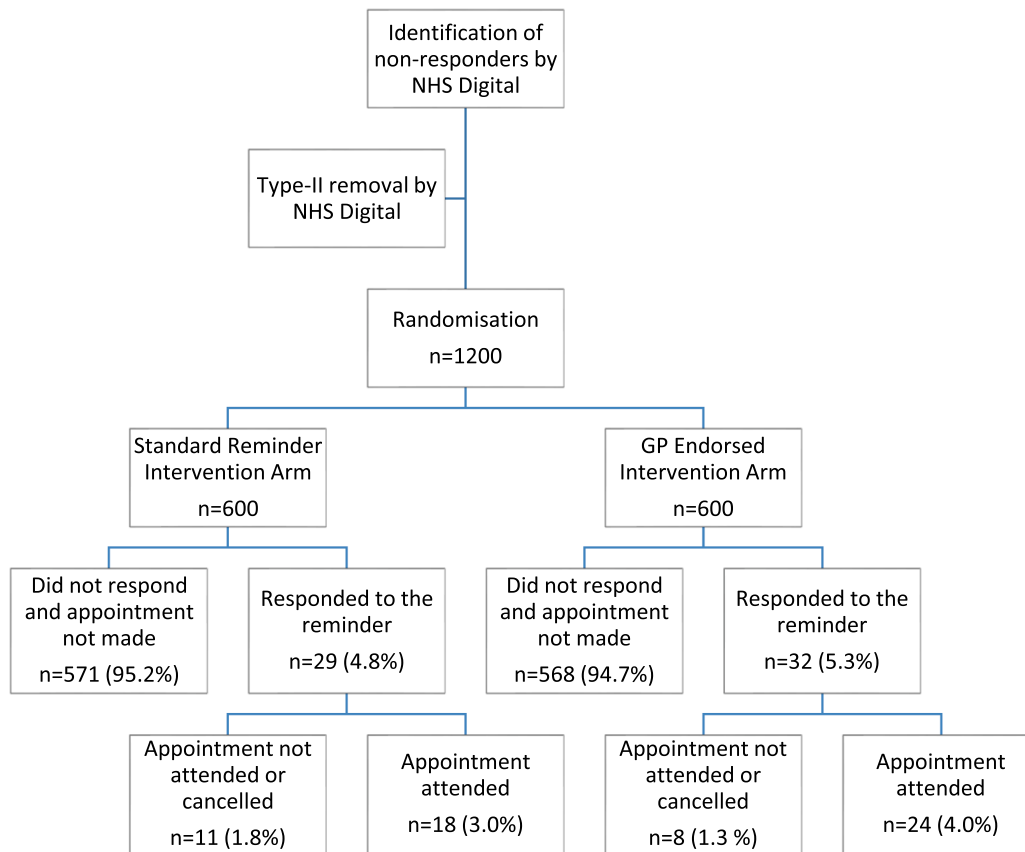 Identification of
non-responders by
NHS Digital
Type-II removal by
NHS Digital
Randomisation
n=1200
Standard Reminder
Intervention Arm
n=600
GP Endorsed
Intervention Arm
n=600
Did not respond
and appointment
not made
n=571 (95.2%)
Responded to the
reminder
n=29 (4.8%)
Did not respond
and appointment
not made
n=568 (94.7%)
Responded to the
reminder
n=32 (5.3%)
Appointment not
attended or
cancelled
n=11 (1.8%)
Appointment
attended
n=18 (3.0%)
Appointment not
attended or
cancelled
n=8 (1.3 %)
Appointment
attended
n=24 (4.0%)